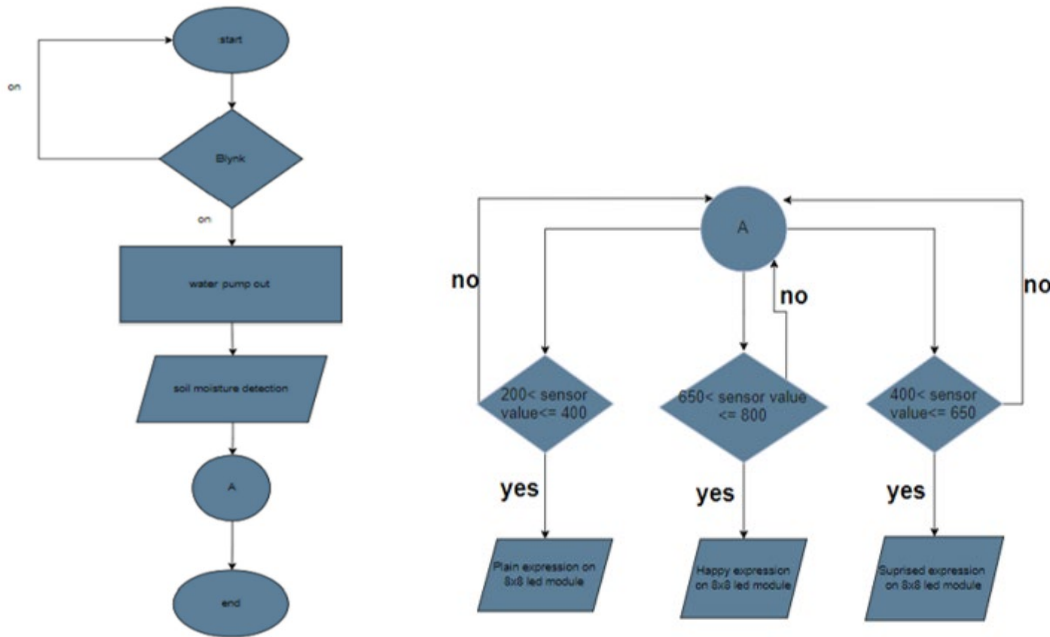 start
on
Blynk
on
water pump out
soil moisture detection
A
end
A
no
no
no
200< sensor
value<= 400
650< sensor value
<= 800
400< sensor
value<= 650
yes
yes
yes
Plain expression on
8x8 led module
Happy expression
on 8x8 led module
Suprised expression
on 8x8 led module